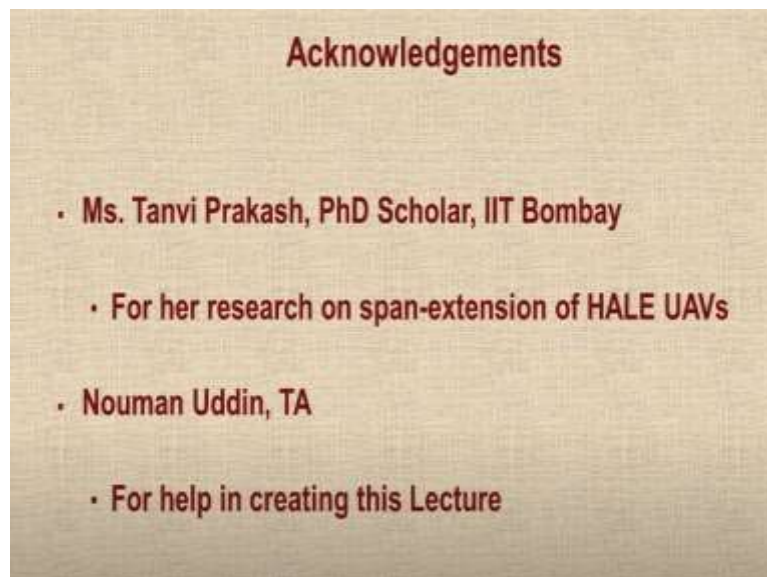 Acknowledgements
· Ms. Tanvi Prakash, PhD Scholar, IIT Bombay
· For her research on span-extension of HALE UAVs
· Nouman Uddin, TA
· For help in creating this Lecture